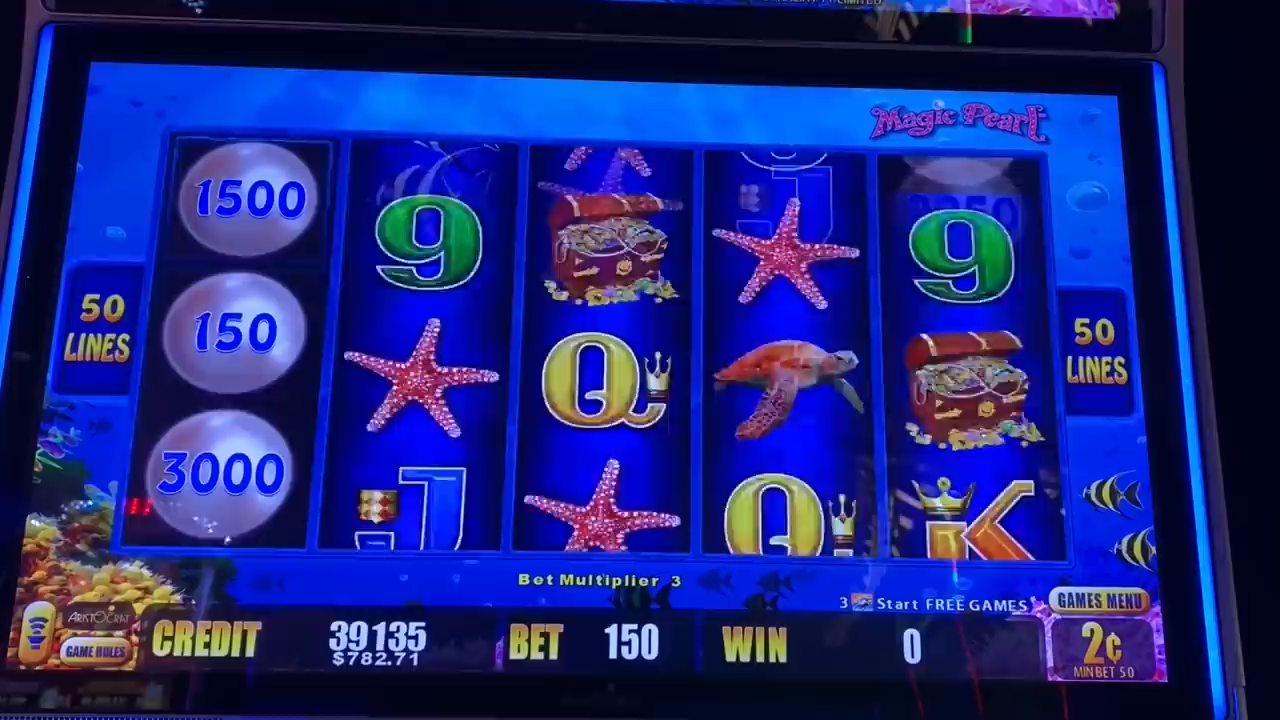 LIMITED
Magic Pearl
1500
9
9
50
LINES
150
Q
50
LINES
3000
J
Q
K
Bet Multiplier 3
3 Start FREE GAMES
GAMES MENU
ARISTOCRAT
GAME RULES
CREDIT
39135
$782.71
BET
150
WIN
0
2¢
MIN BET 50